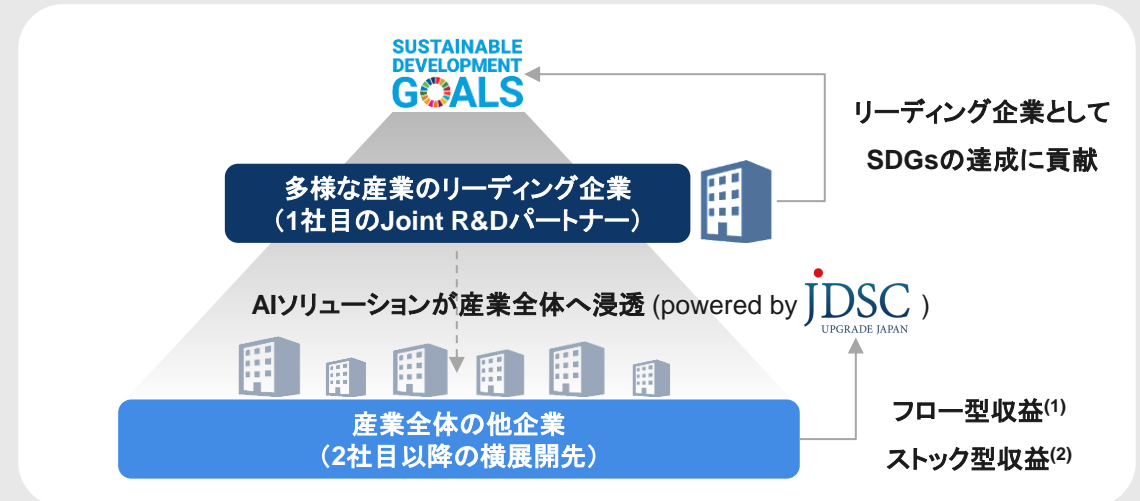 SUSTAINABLE
DEVELOPMENT
GOALS
リーディング企業として
SDGsの達成に貢献
多様な産業のリーディング企業
（1社目のJoint R&Dパートナー）
AIソリューションが産業全体へ浸透 (powered by JDSC )
UPGRADE JAPAN
産業全体の他企業
（2社目以降の横展開先）
フロー型収益(1)
ストック型収益(2)